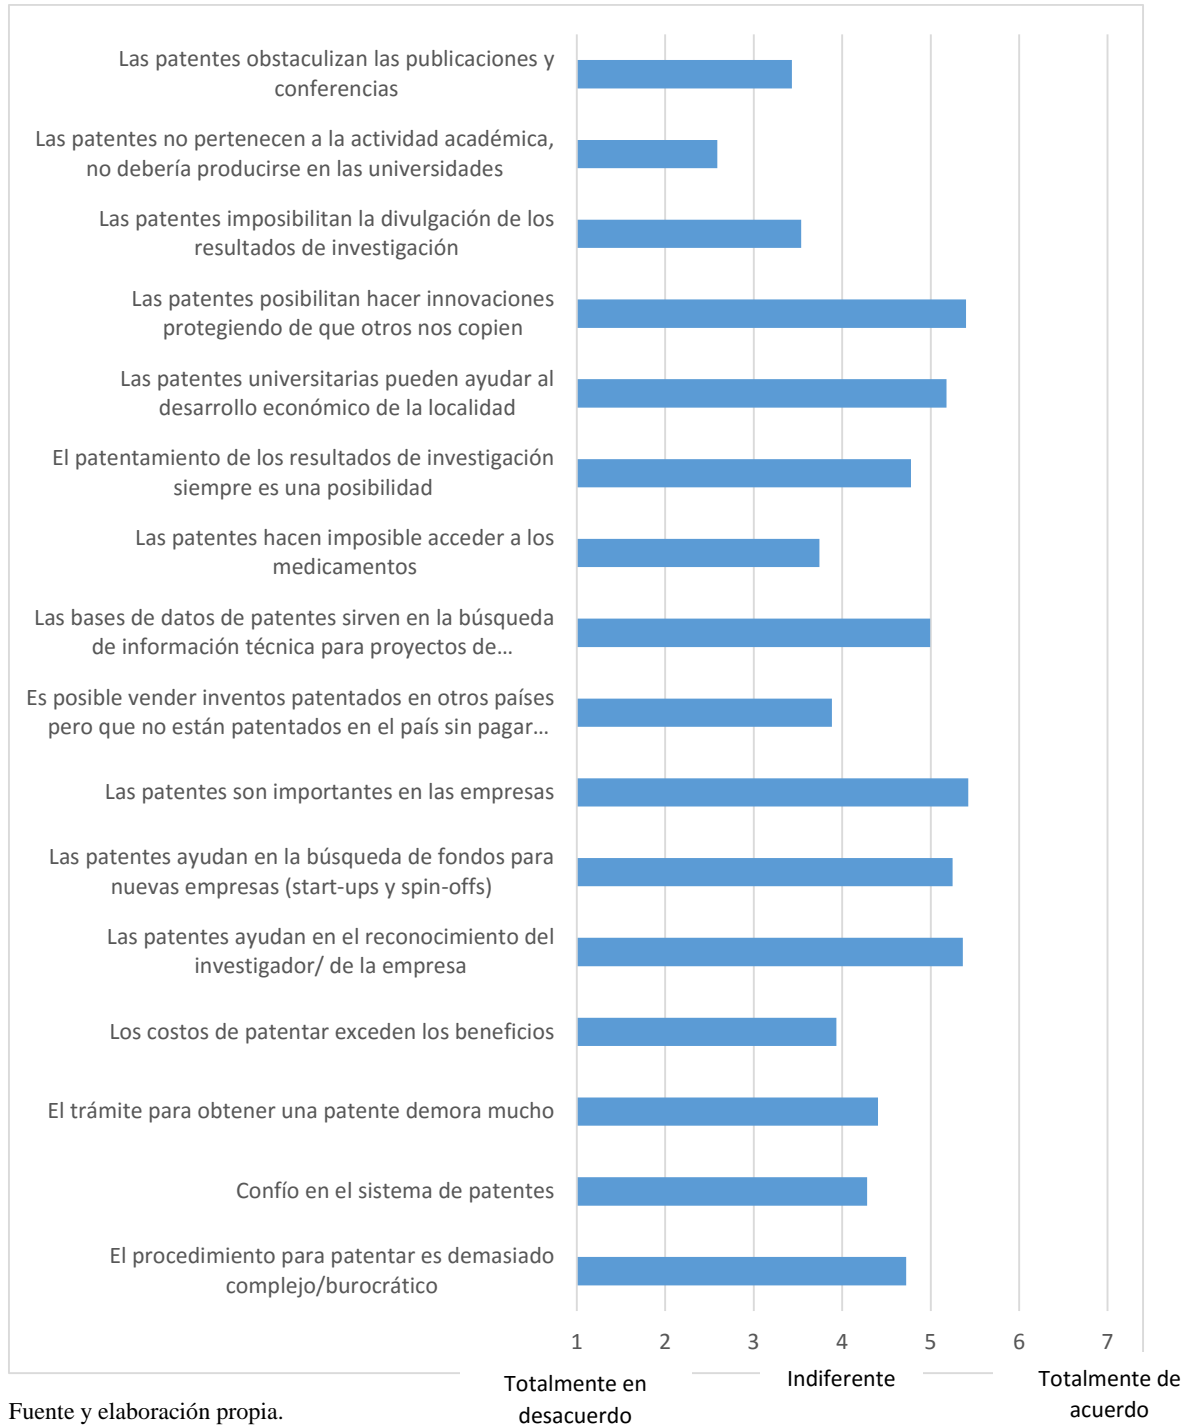 Las patentes obstaculizan las publicaciones y
conferencias
Las patentes no pertenecen a la actividad académica,
no debería producirse en las universidades
Las patentes imposibilitan la divulgación de los
resultados de investigación
Las patentes posibilitan hacer innovaciones
protegiendo de que otros nos copien
Las patentes universitarias pueden ayudar al
desarrollo económico de la localidad
El patentamiento de los resultados de investigación
siempre es una posibilidad
Las patentes hacen imposible acceder a los
medicamentos
Las bases de datos de patentes sirven en la búsqueda
de información técnica para proyectos de...
Es posible vender inventos patentados en otros países
pero que no están patentados en el país sin pagar...
Las patentes son importantes en las empresas
Las patentes ayudan en la búsqueda de fondos para
nuevas empresas (start-ups y spin-offs)
Las patentes ayudan en el reconocimiento del
investigador/ de la empresa
Los costos de patentar exceden los beneficios
El trámite para obtener una patente demora mucho
Confío en el sistema de patentes
El procedimiento para patentar es demasiado
complejo/burocrático
1 2 3 4 5 6 7
Totalmente en
desacuerdo
Indiferente
Totalmente de
acuerdo
Fuente y elaboración propia.